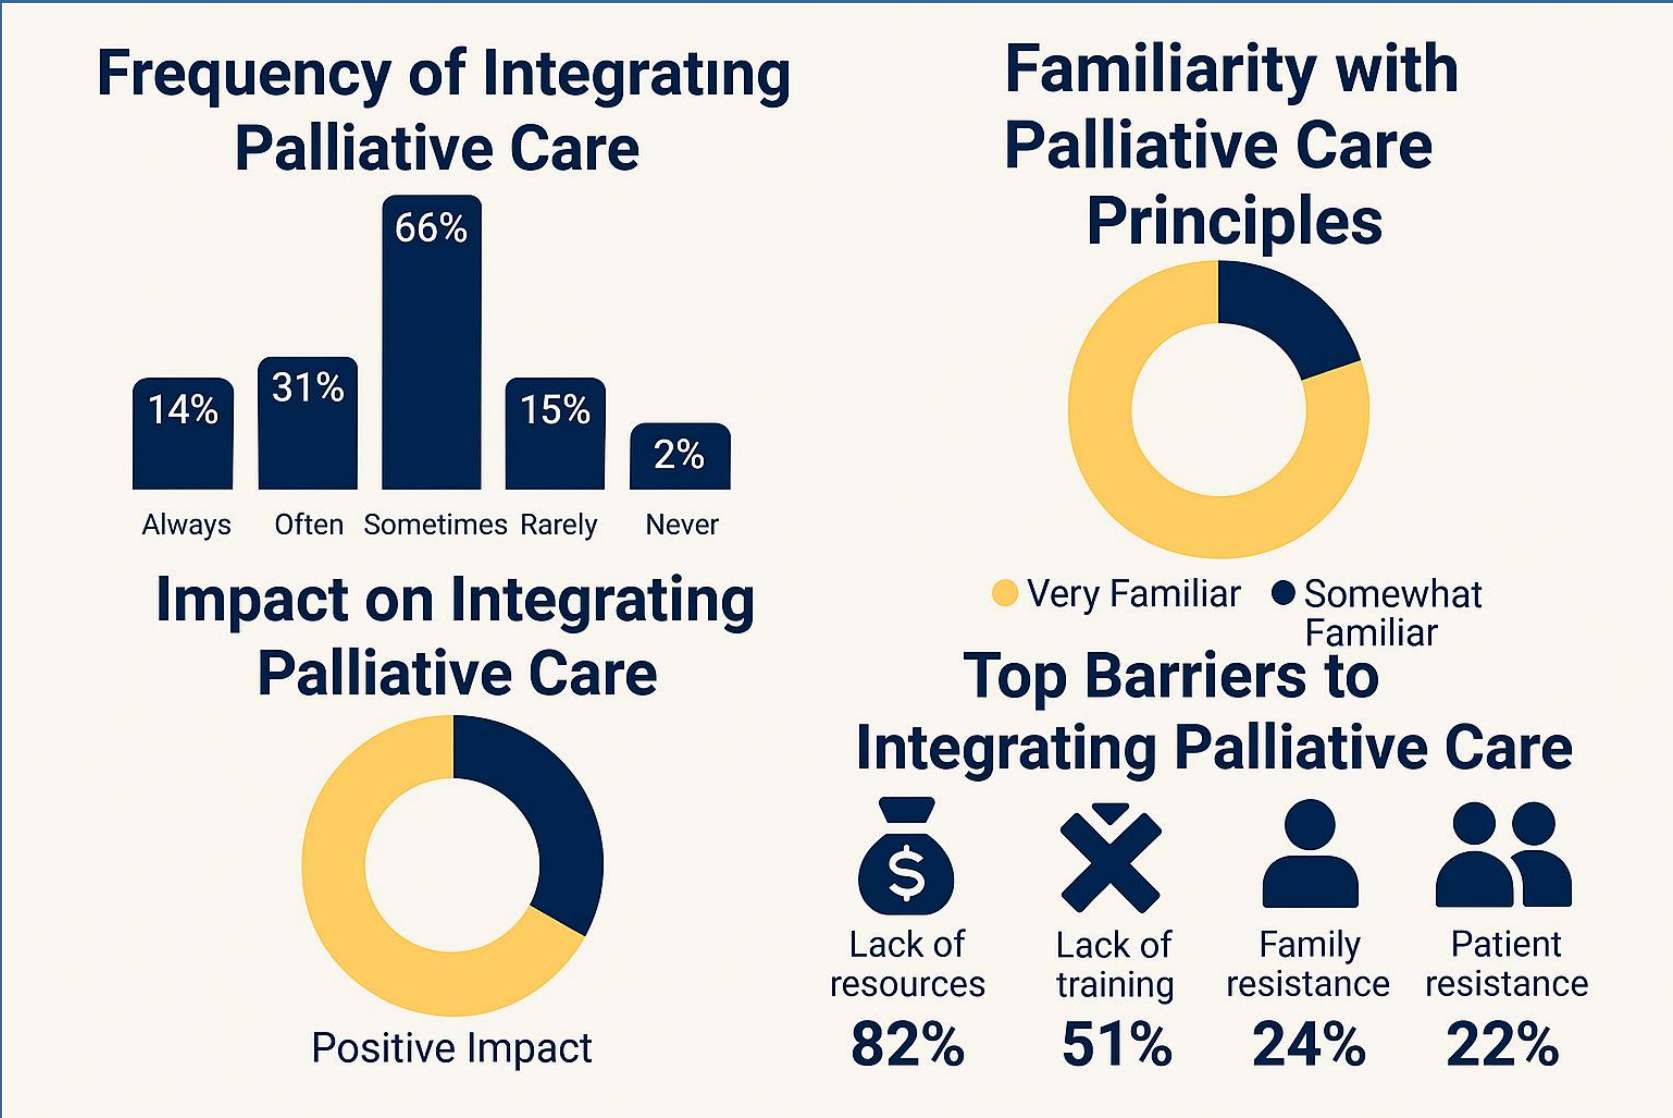 Frequency of Integratıng
Palliative Care
66%
14%
31%
15%
2%
Always Often Sometimes Rarely Never
Familiarity with
Palliative Care
Principles
Very Familiar Somewhat
Familiar
Impact on Integrating
Palliative Care
Positive Impact
Top Barriers to
Integrating Palliative Care
$
Lack of
resources
82%
Lack of
training
51%
Family
resistance
24%
Patient
resistance
22%